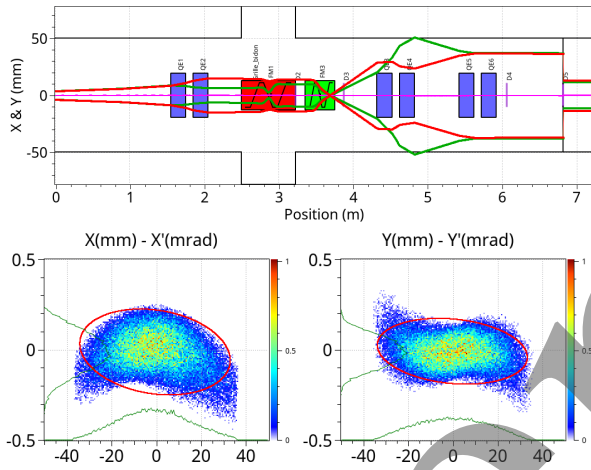 50
0
-50
X & Y (mm)
QE1
QE2
Grille_bidon
FM1
D2
FM3
D3
QE4
QE5
QE6
D4
D5
0 1 2 3 4 5 6 7
Position (m)
X(mm) - X'(mrad)
Y(mm) - Y'(mrad)
0.5
0
-0.5
-40 -20 0 20 40
1
0.5
0
0.5
0
-0.5
-40 -20 0 20 40
1
0.5
0